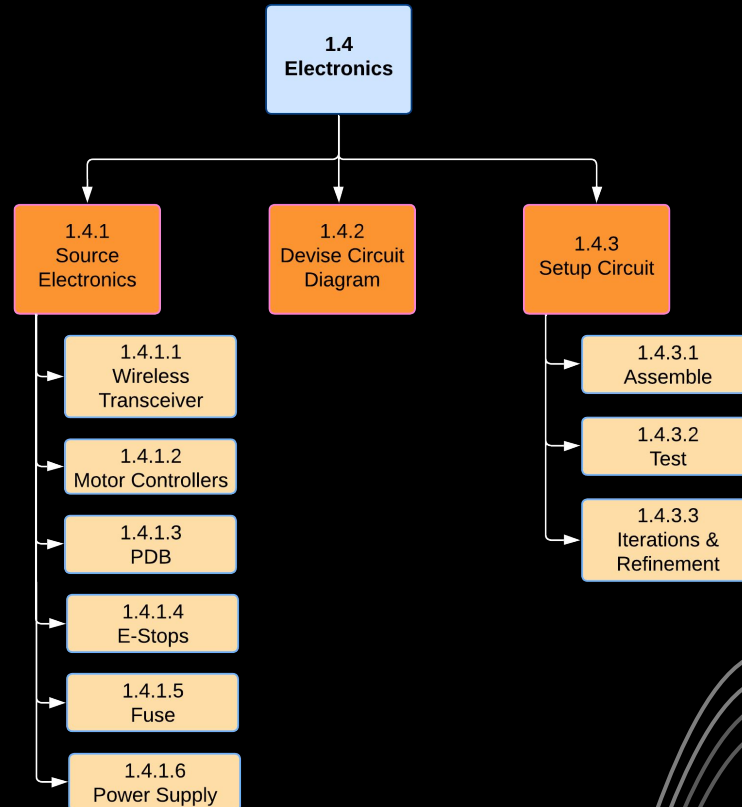 1.4
Electronics
1.4.1
Source
Electronics
1.4.2
Devise Circuit
Diagram
1.4.3
Setup Circuit
1.4.1.1
Wireless
Transceiver
1.4.1.2
Motor Controllers
1.4.1.3
PDB
1.4.1.4
E-Stops
1.4.1.5
Fuse
1.4.1.6
Power Supply
1.4.3.1
Assemble
1.4.3.2
Test
1.4.3.3
Iterations &
Refinement